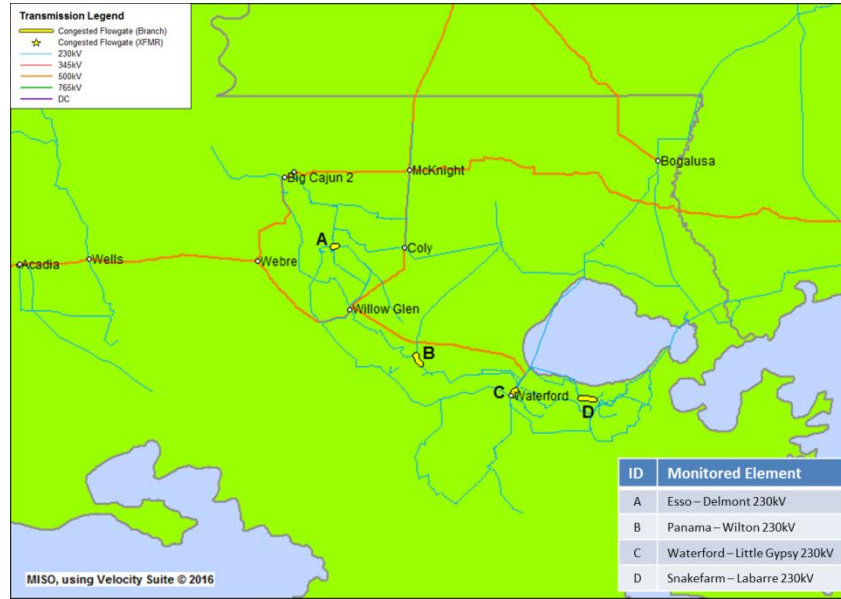 Transmission Legend
Congested Flowgate (Branch)
Congested Flowgate (XFMR)
230kV
345kV
500kV
765kV
DC
Bogalusa
McKnight
Big Cajun 2
A
Coly
Acadia
Wells
Webre
Willow Glen
B
C
Waterford
D
ID Monitored Element
A Esso – Delmont 230kV
B Panama – Wilton 230kV
C Waterford – Little Gypsy 230kV
D Snakefarm – Labarre 230kV
MISO, using Velocity Suite © 2016